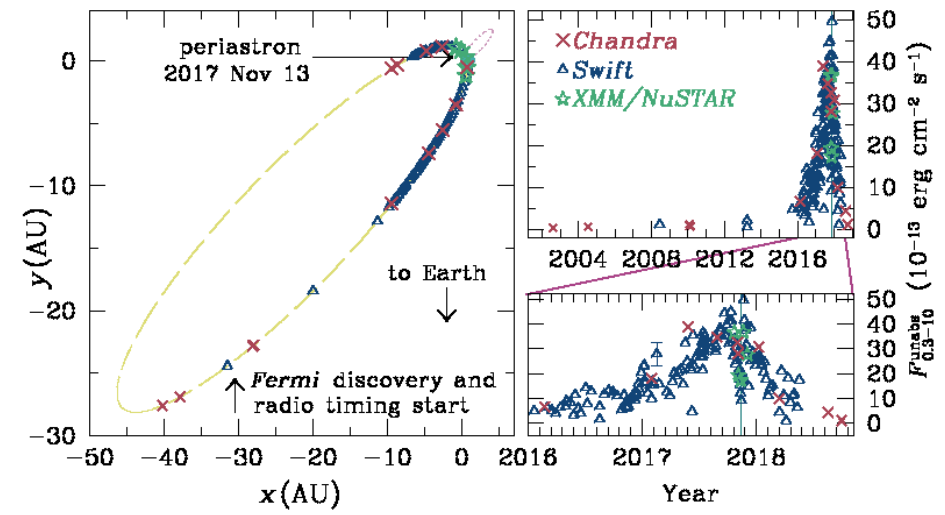 periastron
2017 Nov 13
to Earth
Fermi discovery and
radio timing start
0
−10
−20
−30
y(AU)
−50 −40 −30 −20 −10 0
x(AU)
Chandra
Swift
XMM/NuSTAR
50
40
30
20
10
0
2004 2008 2012 2016
50
40
30
20
10
0
2016 2017 2018
Year
F unabs 0.3−10 (10−13 erg cm−2 s−1)